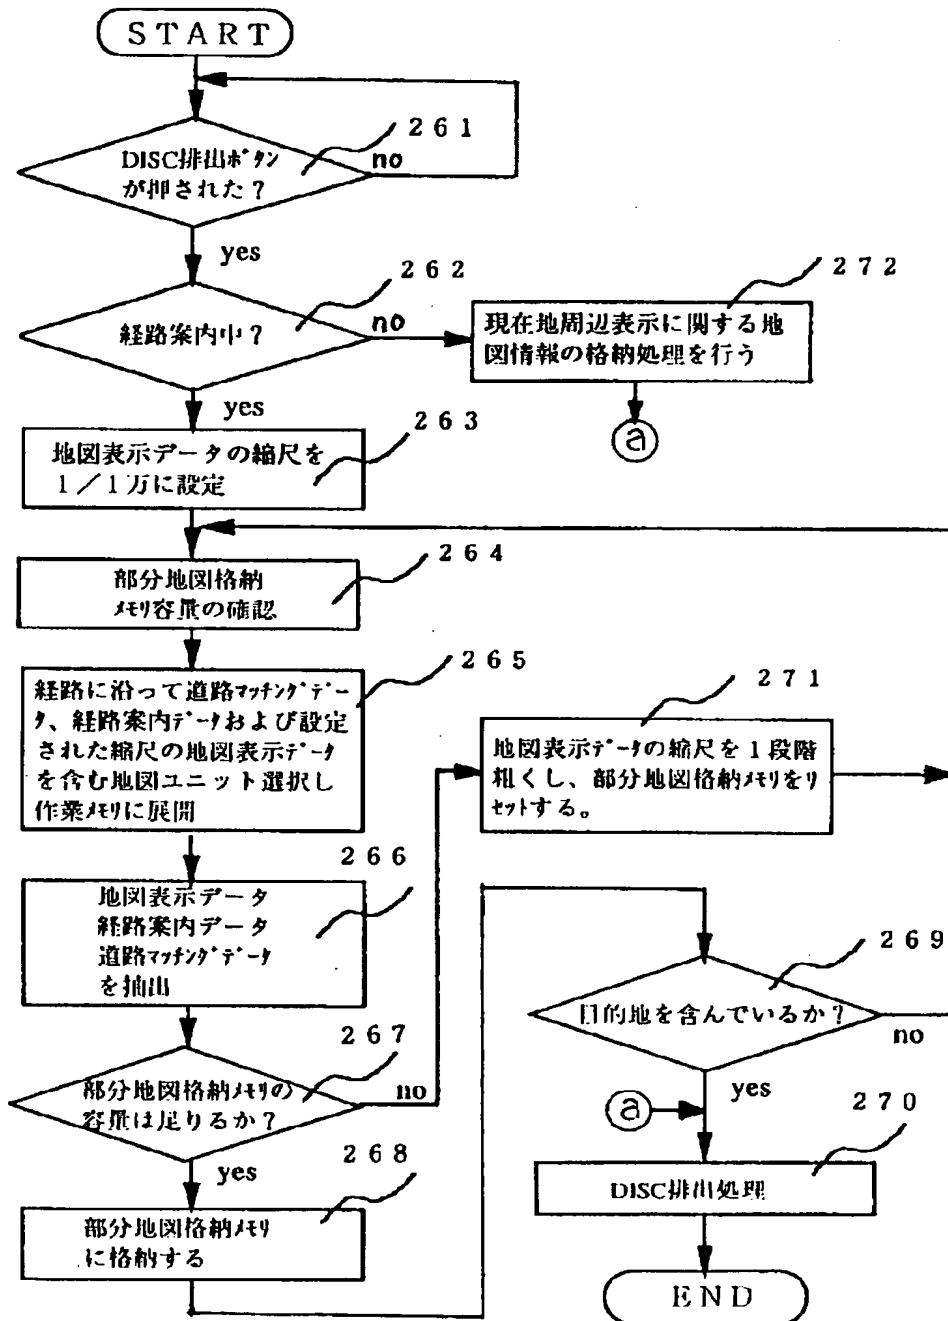 START
261
DISC排出ボタン
が押された？
no
yes
262
経路案内中？
no
272
現在地周辺表示に関する地
図情報の格納処理を行う
yes
a
263
地図表示データの縮尺を
１／１万に設定
264
部分地図格納
メモリ容量の確認
265
経路に沿って道路マッチングデー
タ、経路案内データおよび設定
された縮尺の地図表示データ
を含む地図ユニット選択し
作業メモリに展開
271
地図表示データの縮尺を１段階
粗くし、部分地図格納メモリをリ
セットする。
266
地図表示データ
経路案内データ
道路マッチングデータ
を抽出
267
部分地図格納メモリの
容量は足りるか？
no
yes
268
部分地図格納メモリ
に格納する
269
目的地を含んでいるか？
no
yes
a
270
DISC排出処理
END